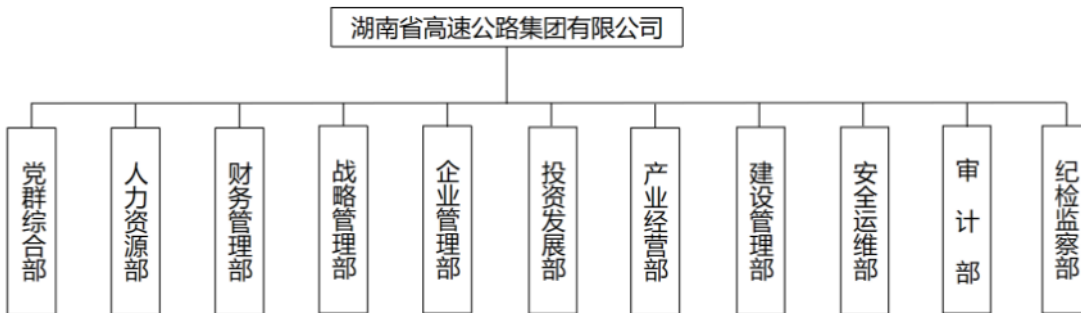 湖南省高速公路集团有限公司
党群综合部
人力资源部
财务管理部
战略管理部
企业管理部
投资发展部
产业经营部
建设管理部
安全运维部
审计部
纪检监察部